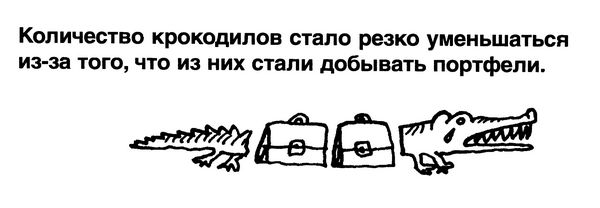 Количество крокодилов стало резко уменьшаться
из-за того, что из них стали добывать портфели.